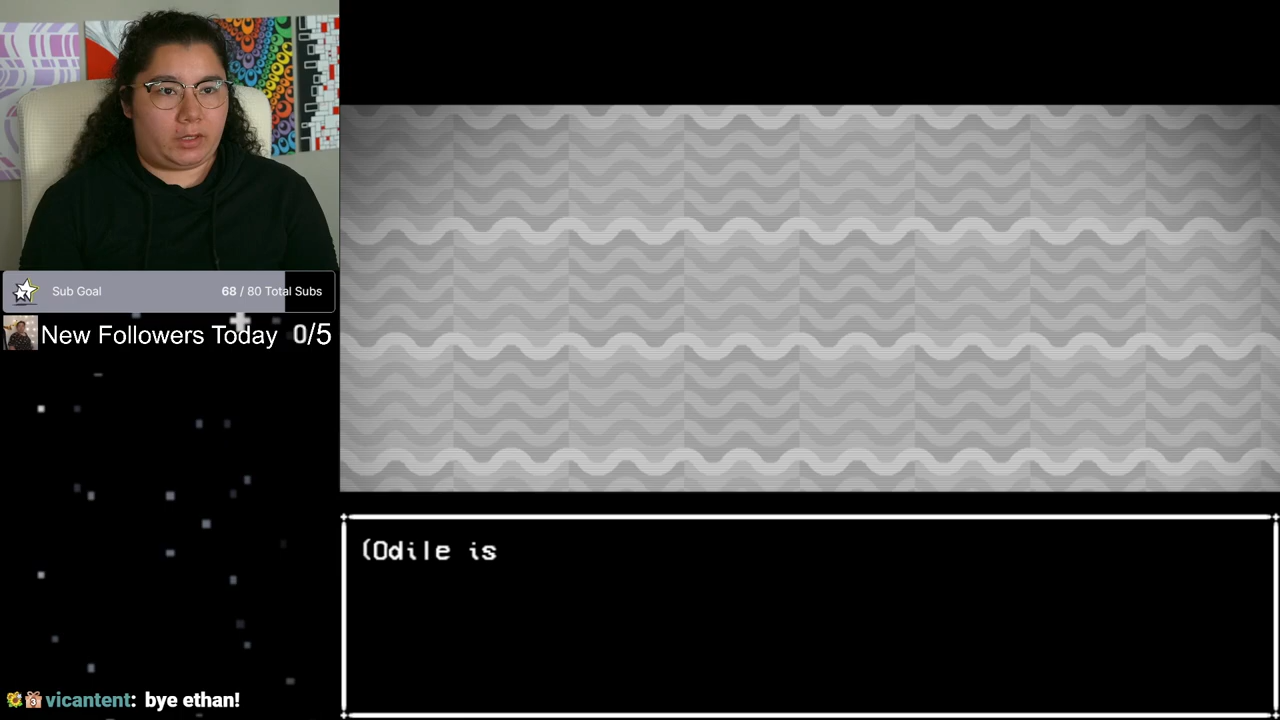 Sub Goal
68 / 80 Total Subs
New Followers Today 0/5
(Odile is
vicantent: bye ethan!